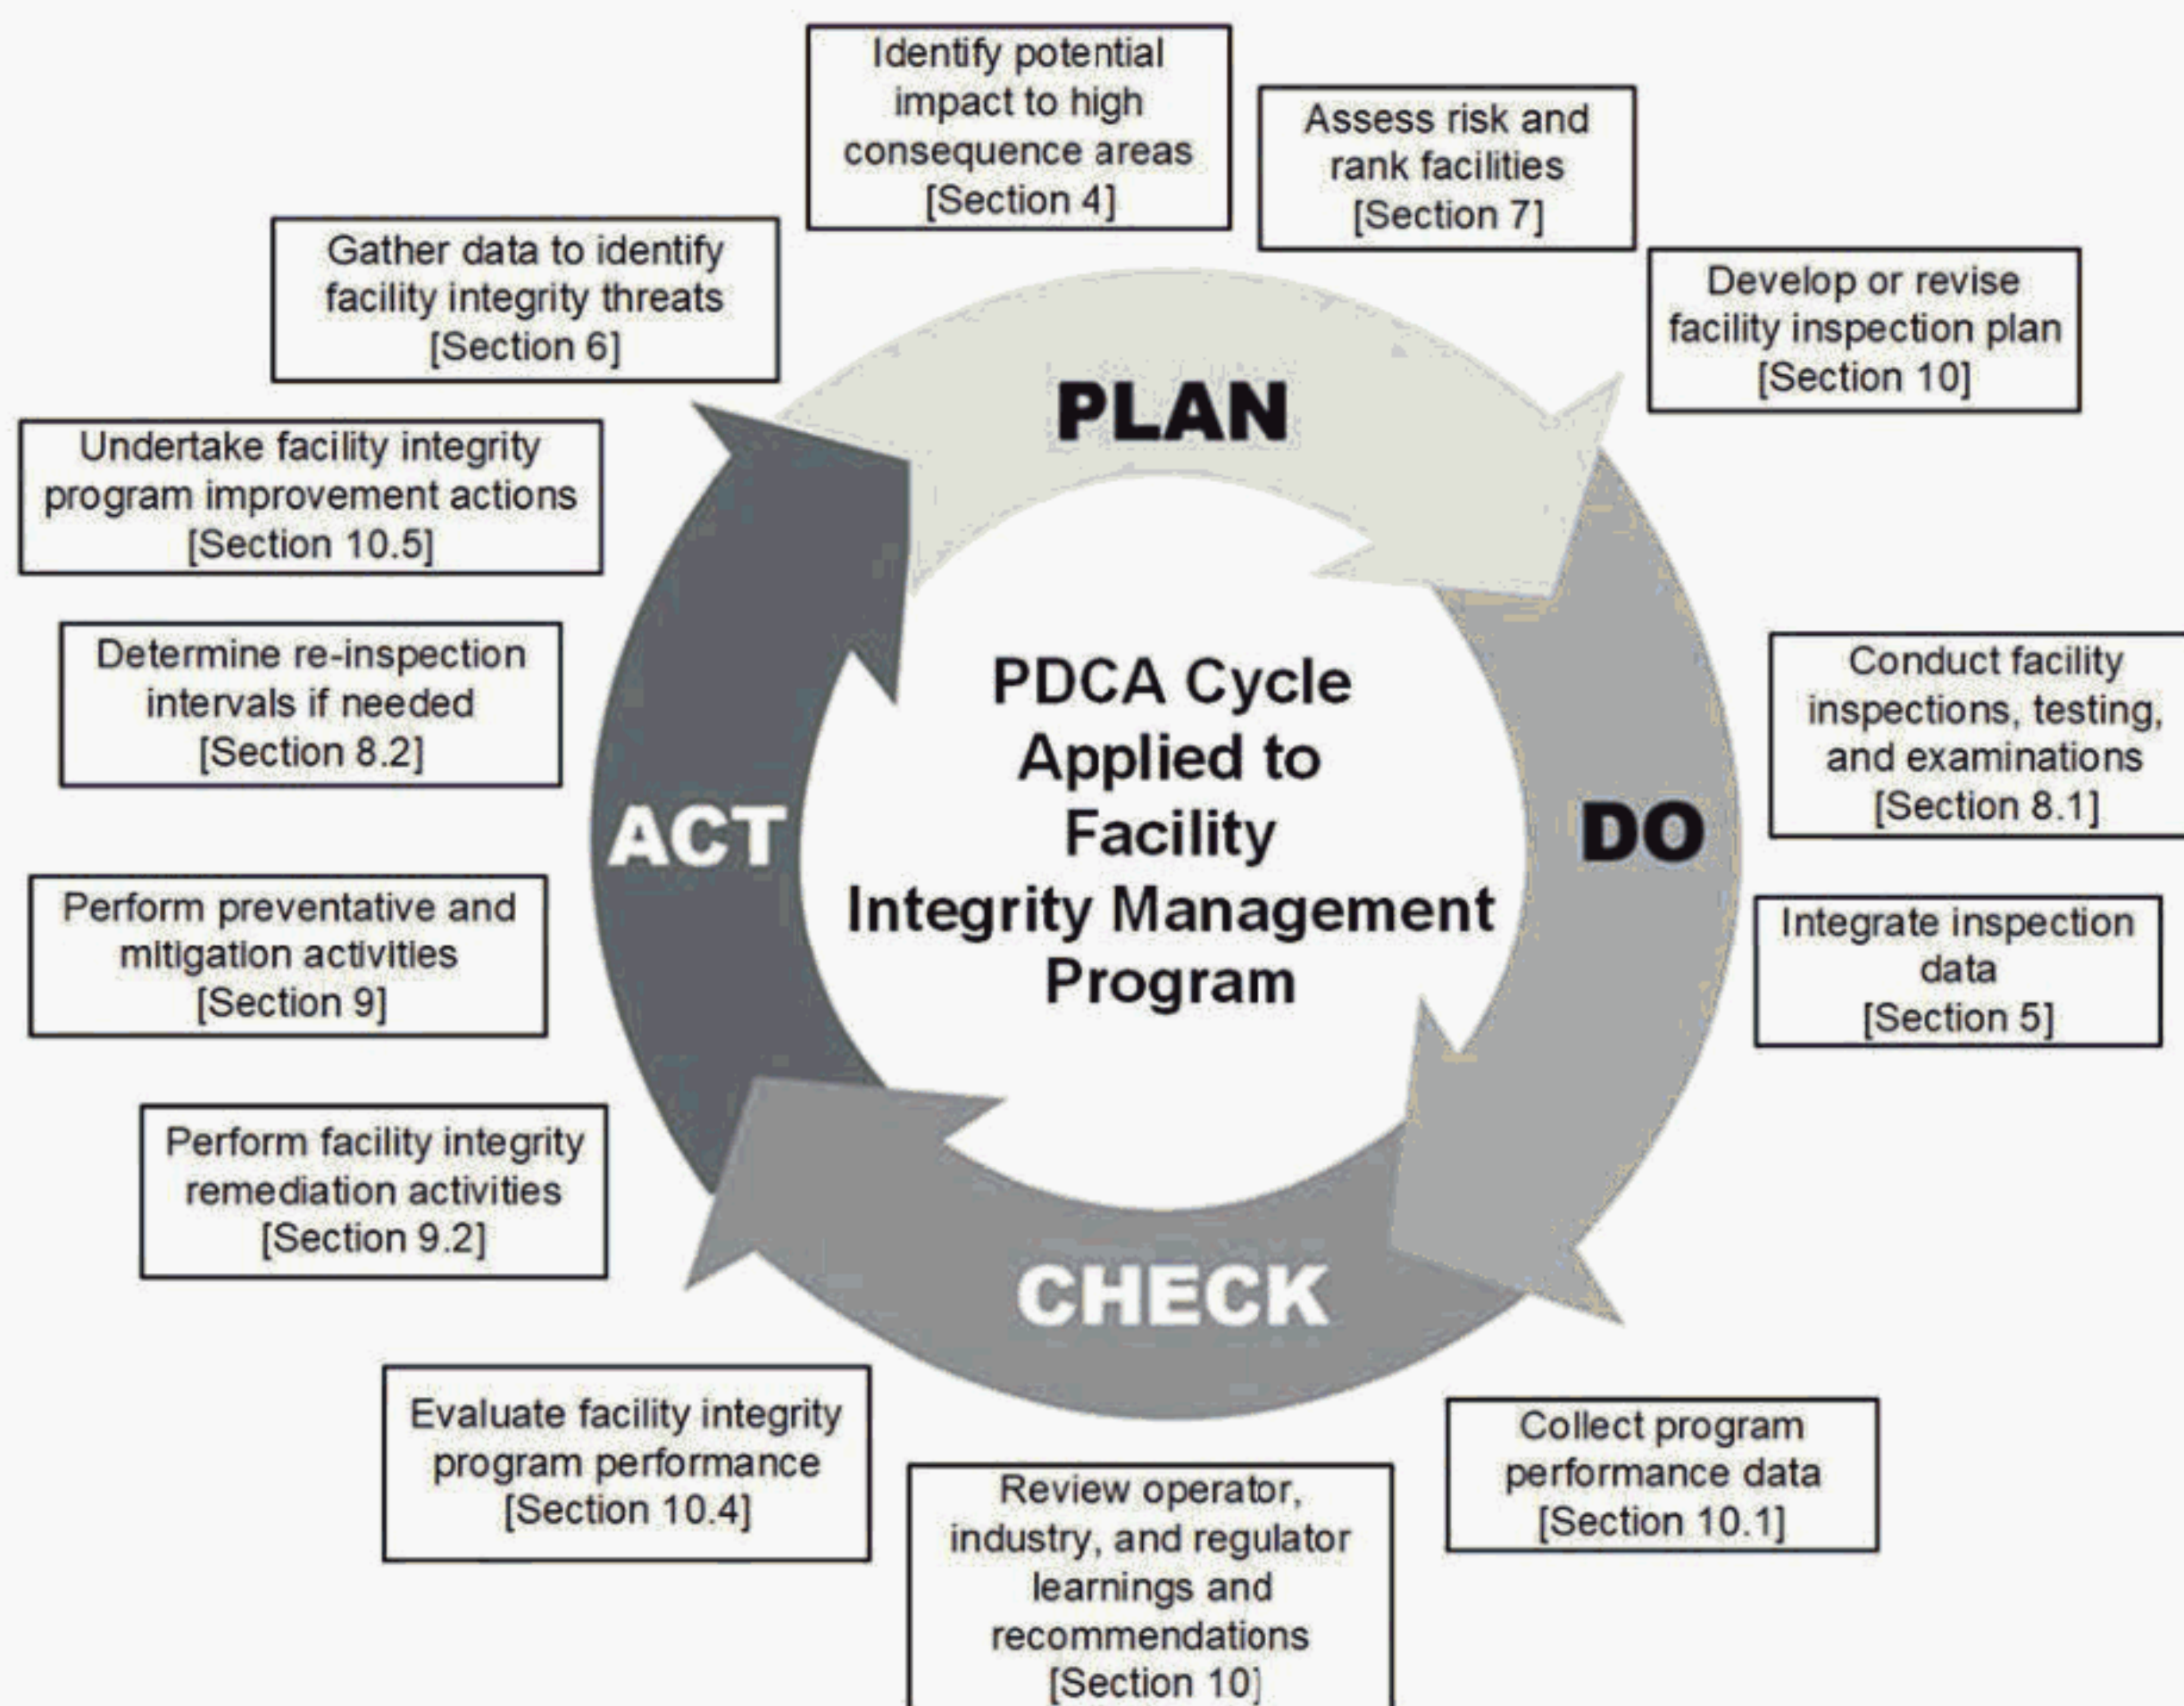 Identify potential
impact to high
consequence areas
[Section 4]
Assess risk and
rank facilities
[Section 7]
Gather data to identify
facility integrity threats
[Section 6]
Develop or revise
facility inspection plan
[Section 10]
PLAN
Undertake facility integrity
program improvement actions
[Section 10.5]
Determine re-inspection
intervals if needed
[Section 8.2]
PDCA Cycle
Applied to
Facility
Integrity Management
Program
Conduct facility
inspections, testing,
and examinations
[Section 8.1]
ACT
DO
Perform preventative and
mitigation activities
[Section 9]
Integrate inspection
data
[Section 5]
Perform facility integrity
remediation activities
[Section 9.2]
CHECK
Evaluate facility integrity
program performance
[Section 10.4]
Review operator,
industry, and regulator
learnings and
recommendations
[Section 10]
Collect program
performance data
[Section 10.1]